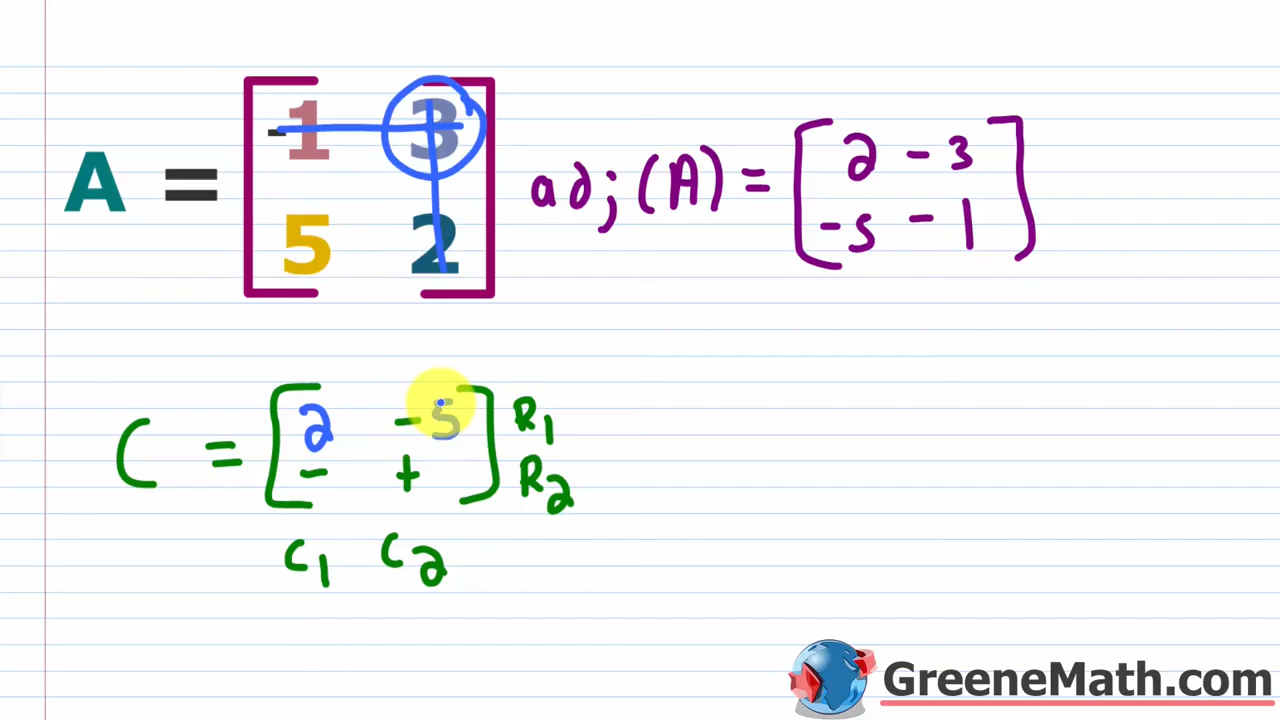 A = [ -1 3
5 2 ]
adj(A) = [ 2 -3
-5 -1 ]
C = [ 2 -5 ] R1
- + R2
C1 C2
GreeneMath.com